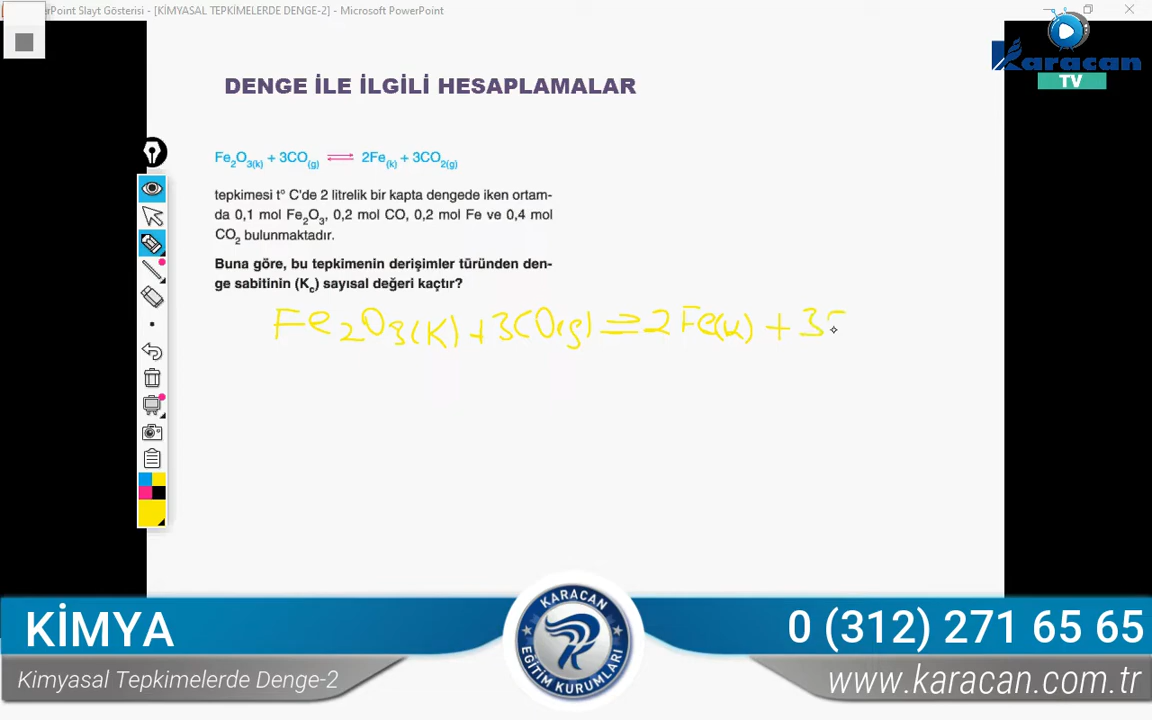 erPoint Slayt Gösterisi - [KİMYASAL TEPKİMELERDE DENGE-2] - Microsoft PowerPoint
Karacan
TV
DENGE İLE İLGİLİ HESAPLAMALAR
Fe₂O₃(k) + 3CO(g) ⇌ 2Fe(k) + 3CO₂(g)
tepkimesi t° C'de 2 litrelik bir kapta dengede iken ortam-
da 0,1 mol Fe₂O₃, 0,2 mol CO, 0,2 mol Fe ve 0,4 mol
CO₂ bulunmaktadır.
Buna göre, bu tepkimenin derişimler türünden den-
ge sabitinin (K_c) sayısal değeri kaçtır?
Fe₂O₃(K) + 3CO(g) ⇌ 2Fe(k) + 3
KİMYA
Kimyasal Tepkimelerde Denge-2
KARACAN
EĞİTİM KURUMLARI
0 (312) 271 65 65
www.karacan.com.tr